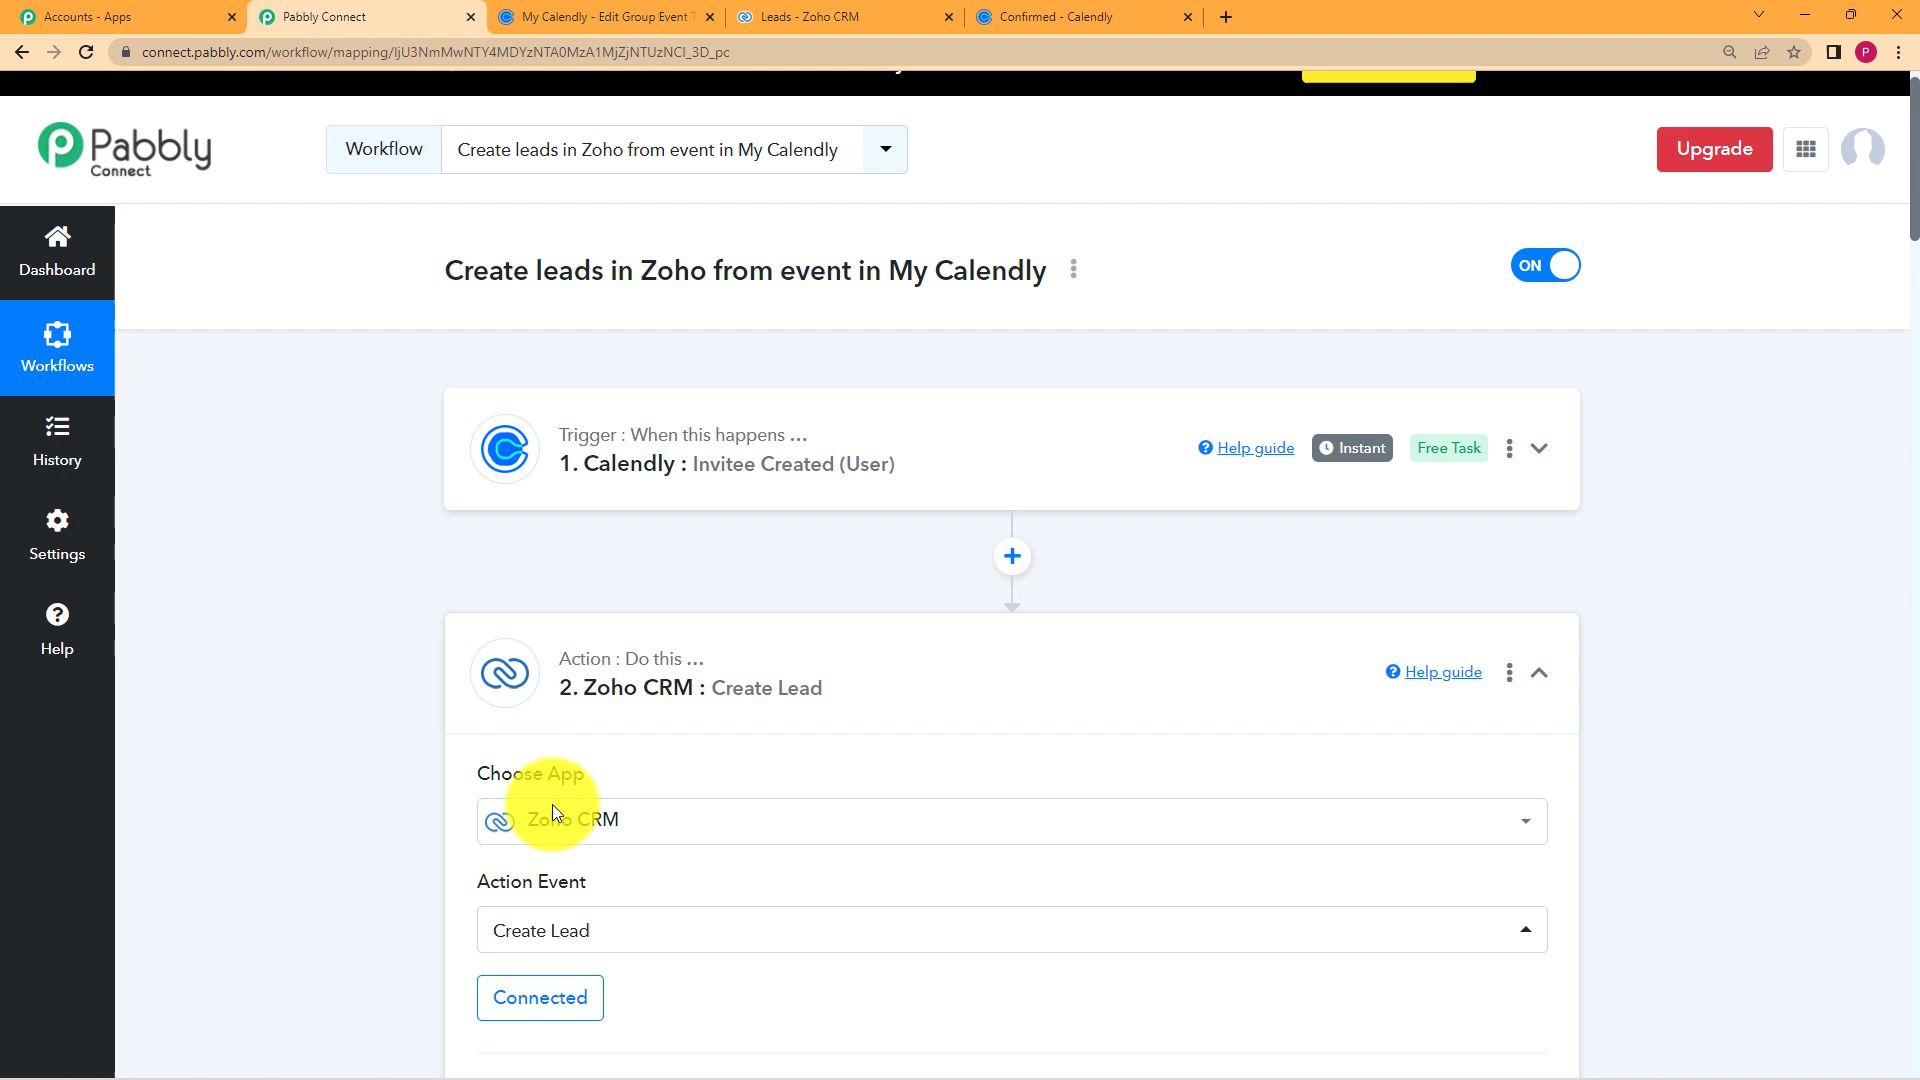 Accounts - Apps
Pabbly Connect
My Calendly - Edit Group Event T
Leads - Zoho CRM
Confirmed - Calendly
connect.pabbly.com/workflow/mapping/IjU3NmMwNTY4MDYzNTA0MzA1MjZjNTUzNCI_3D_pc
P
Pabbly
Connect
Workflow
Create leads in Zoho from event in My Calendly
Upgrade
Dashboard
Workflows
History
Settings
Help
Create leads in Zoho from event in My Calendly
ON
Trigger : When this happens ...
1. Calendly : Invitee Created (User)
Help guide
Instant
Free Task
Action : Do this ...
2. Zoho CRM : Create Lead
Help guide
Choose App
Zoho CRM
Action Event
Create Lead
Connected